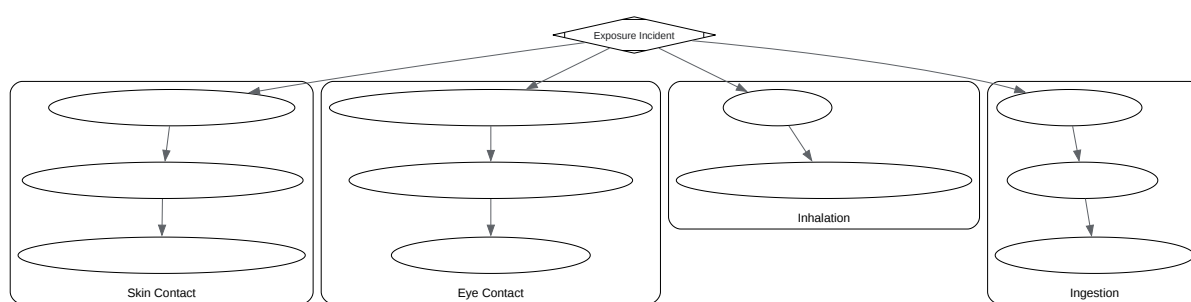 Exposure Incident
Inhalation
Skin Contact
Eye Contact
Ingestion